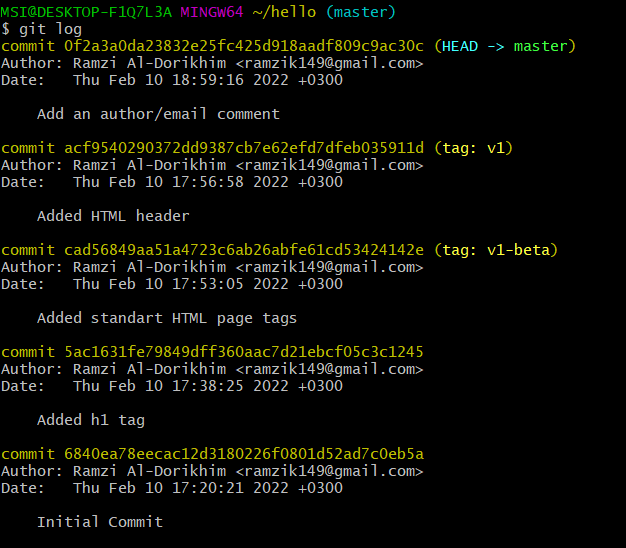 MSI@DESKTOP-F1Q7L3A MINGW64 ~/hello (master)
$ git log
commit 0f2a3a0da23832e25fc425d918aadf809c9ac30c (HEAD -> master)
Author: Ramzi Al-Dorikhim <ramzik149@gmail.com>
Date:   Thu Feb 10 18:59:16 2022 +0300
    Add an author/email comment
commit acf9540290372dd9387cb7e62efd7dfeb035911d (tag: v1)
Author: Ramzi Al-Dorikhim <ramzik149@gmail.com>
Date:   Thu Feb 10 17:56:58 2022 +0300
    Added HTML header
commit cad56849aa51a4723c6ab26abfe61cd53424142e (tag: v1-beta)
Author: Ramzi Al-Dorikhim <ramzik149@gmail.com>
Date:   Thu Feb 10 17:53:05 2022 +0300
    Added standart HTML page tags
commit 5ac1631fe79849dff360aac7d21ebcf05c3c1245
Author: Ramzi Al-Dorikhim <ramzik149@gmail.com>
Date:   Thu Feb 10 17:38:25 2022 +0300
    Added h1 tag
commit 6840ea78eecac12d3180226f0801d52ad7c0eb5a
Author: Ramzi Al-Dorikhim <ramzik149@gmail.com>
Date:   Thu Feb 10 17:20:21 2022 +0300
    Initial Commit